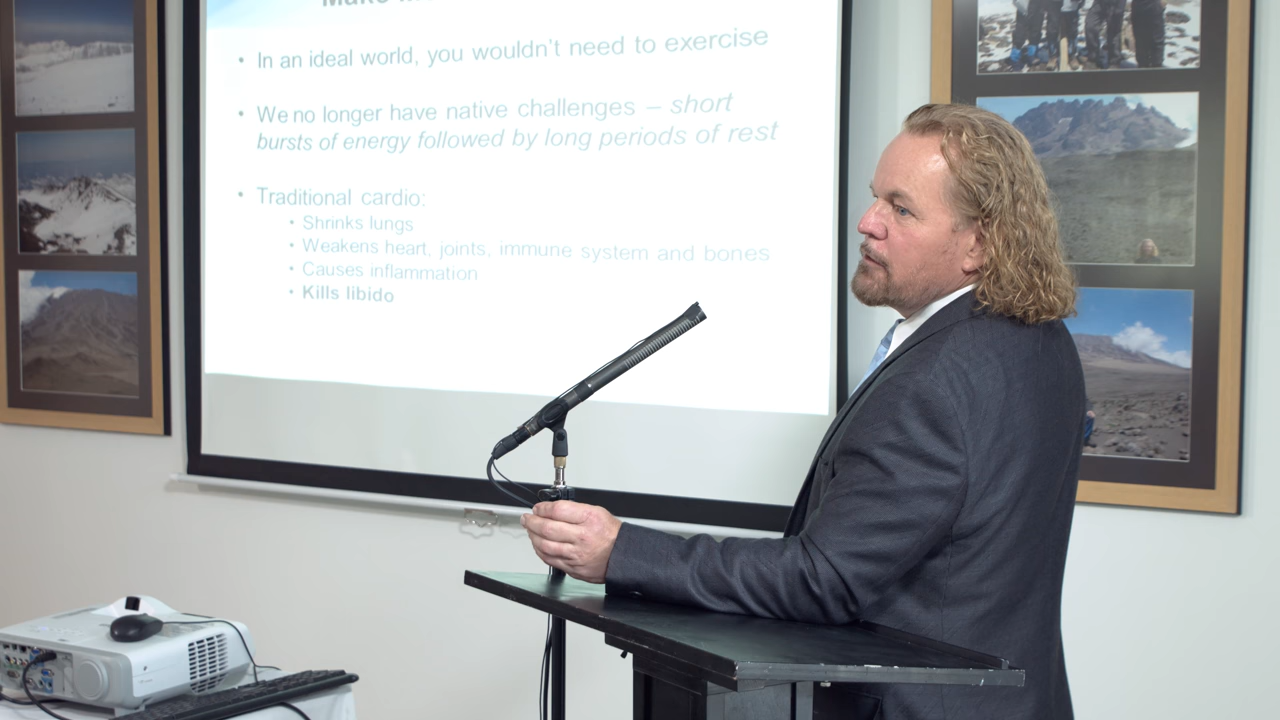 Make
• In an ideal world, you wouldn't need to exercise
• We no longer have native challenges – short
bursts of energy followed by long periods of rest
• Traditional cardio:
• Shrinks lungs
• Weakens heart, joints, immune system and bones
• Causes inflammation
• Kills libido